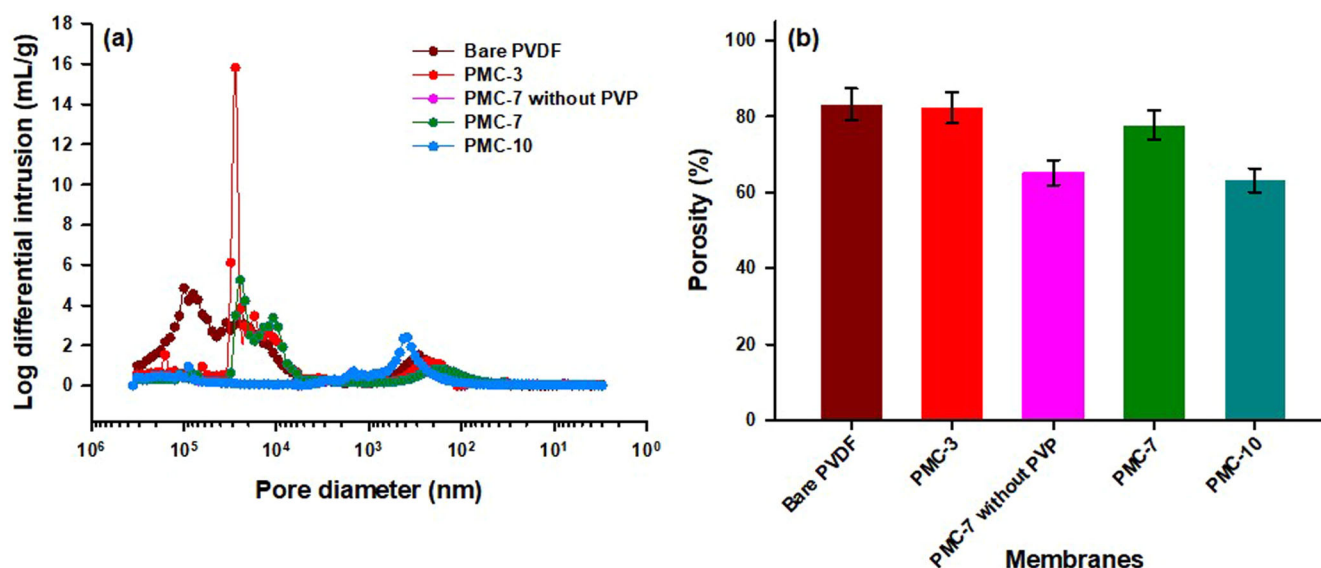 (a)
Log differential intrusion (mL/g)
18
16
14
12
10
8
6
4
2
0
Bare PVDF
PMC-3
PMC-7 without PVP
PMC-7
PMC-10
10⁶
10⁵
10⁴
10³
10²
10¹
10⁰
Pore diameter (nm)
(b)
Porosity (%)
100
80
60
40
20
0
Bare PVDF
PMC-3
PMC-7 without PVP
PMC-7
PMC-10
Membranes